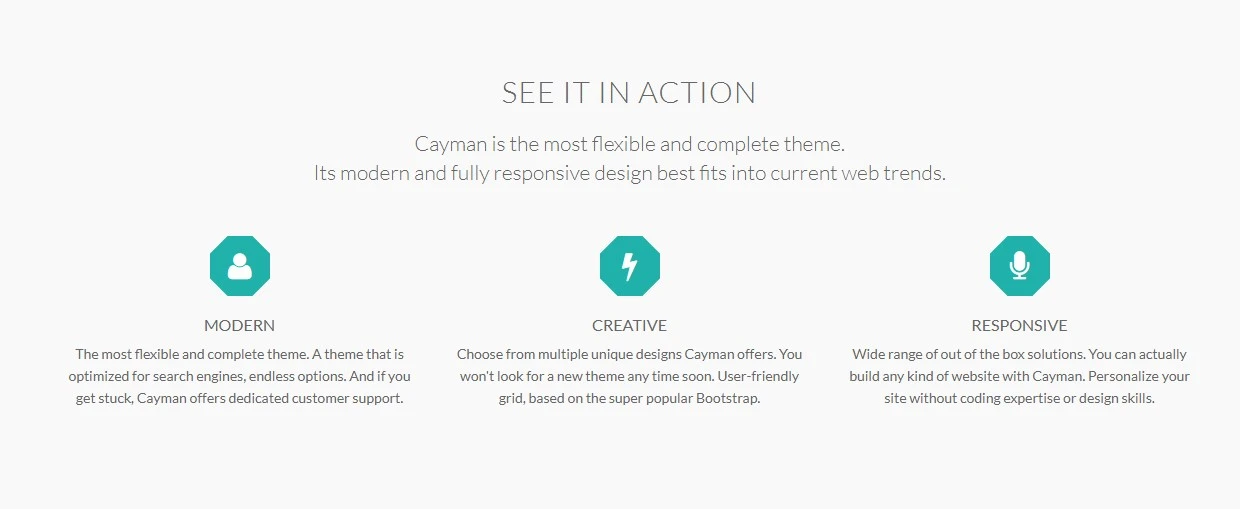 SEE IT IN ACTION
Cayman is the most flexible and complete theme.
Its modern and fully responsive design best fits into current web trends.
MODERN
The most flexible and complete theme. A theme that is
optimized for search engines, endless options. And if you
get stuck, Cayman offers dedicated customer support.
CREATIVE
Choose from multiple unique designs Cayman offers. You
won't look for a new theme any time soon. User-friendly
grid, based on the super popular Bootstrap.
RESPONSIVE
Wide range of out of the box solutions. You can actually
build any kind of website with Cayman. Personalize your
site without coding expertise or design skills.